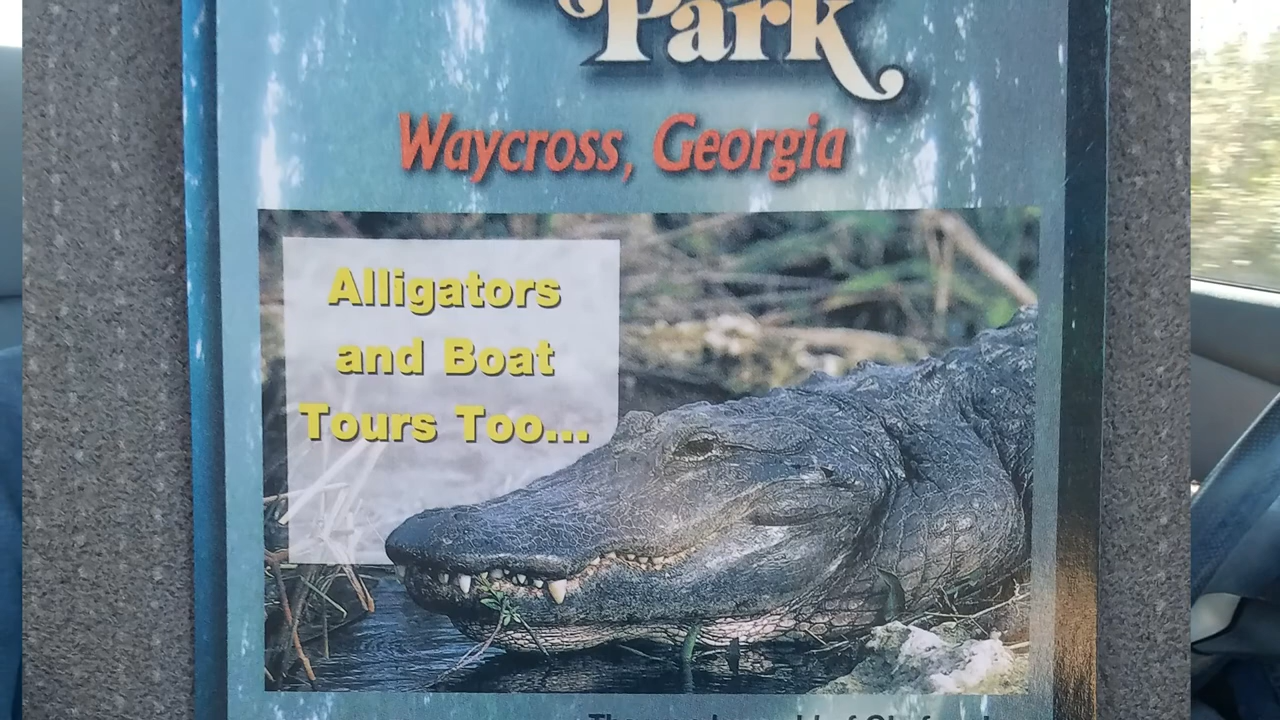 Park
Waycross, Georgia
Alligators
and Boat
Tours Too...